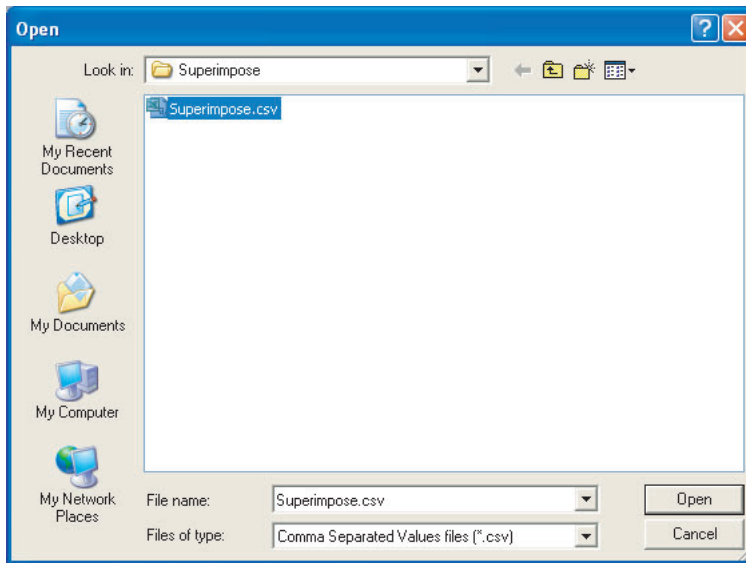 Open
Look in: Superimpose
Superimpose.csv
My Recent
Documents
Desktop
My Documents
My Computer
My Network
Places
File name: Superimpose.csv Open
Files of type: Comma Separated Values files (*.csv) Cancel